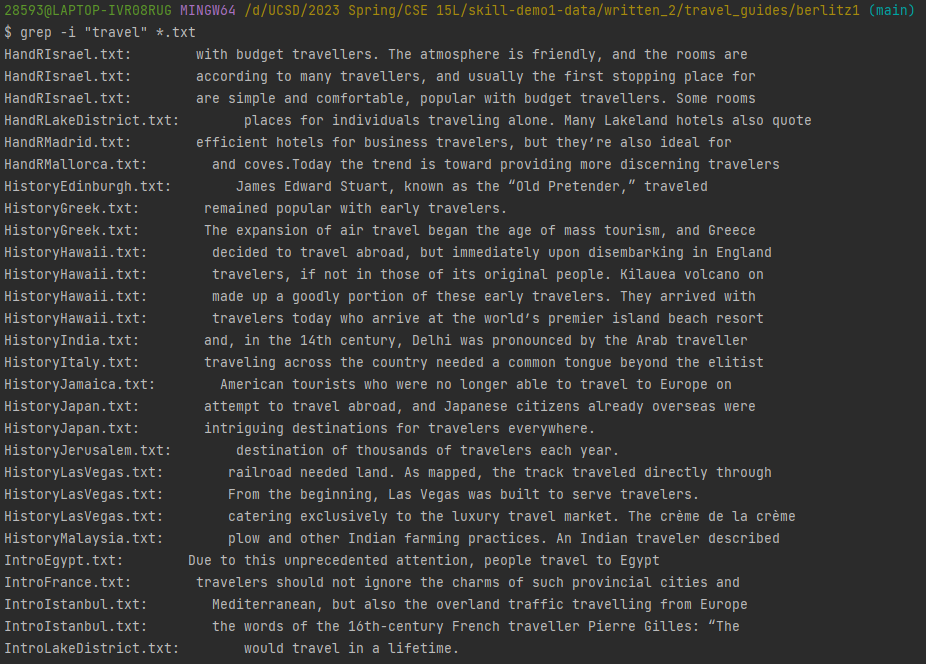 28593@LAPTOP-IVRO8RUG MINGW64 /d/UCSD/2023 Spring/CSE 15L/skill-demo1-data/written_2/travel_guides/berlitz1 (main)
$ grep -i "travel" *.txt
HandRIsrael.txt:        with budget travellers. The atmosphere is friendly, and the rooms are
HandRIsrael.txt:        according to many travellers, and usually the first stopping place for
HandRIsrael.txt:        are simple and comfortable, popular with budget travellers. Some rooms
HandRLakeDistrict.txt:        places for individuals traveling alone. Many Lakeland hotels also quote
HandRMadrid.txt:        efficient hotels for business travelers, but they’re also ideal for
HandRMallorca.txt:        and coves.Today the trend is toward providing more discerning travelers
HistoryEdinburgh.txt:        James Edward Stuart, known as the “Old Pretender,” traveled
HistoryGreek.txt:        remained popular with early travelers.
HistoryGreek.txt:        The expansion of air travel began the age of mass tourism, and Greece
HistoryHawaii.txt:        decided to travel abroad, but immediately upon disembarking in England
HistoryHawaii.txt:        travelers, if not in those of its original people. Kilauea volcano on
HistoryHawaii.txt:        made up a goodly portion of these early travelers. They arrived with
HistoryHawaii.txt:        travelers today who arrive at the world’s premier island beach resort
HistoryIndia.txt:        and, in the 14th century, Delhi was pronounced by the Arab traveller
HistoryItaly.txt:        traveling across the country needed a common tongue beyond the elitist
HistoryJamaica.txt:        American tourists who were no longer able to travel to Europe on
HistoryJapan.txt:        attempt to travel abroad, and Japanese citizens already overseas were
HistoryJapan.txt:        intriguing destinations for travelers everywhere.
HistoryJerusalem.txt:        destination of thousands of travelers each year.
HistoryLasVegas.txt:        railroad needed land. As mapped, the track traveled directly through
HistoryLasVegas.txt:        From the beginning, Las Vegas was built to serve travelers.
HistoryLasVegas.txt:        catering exclusively to the luxury travel market. The crème de la crème
HistoryMalaysia.txt:        plow and other Indian farming practices. An Indian traveler described
IntroEgypt.txt:        Due to this unprecedented attention, people travel to Egypt
IntroFrance.txt:        travelers should not ignore the charms of such provincial cities and
IntroIstanbul.txt:        Mediterranean, but also the overland traffic travelling from Europe
IntroIstanbul.txt:        the words of the 16th-century French traveller Pierre Gilles: “The
IntroLakeDistrict.txt:        would travel in a lifetime.